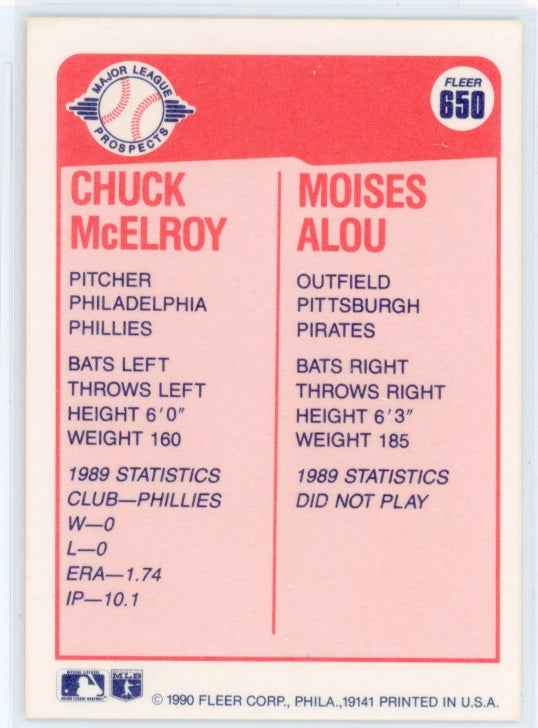 MAJOR LEAGUE
PROSPECTS
FLEER
650
CHUCK
McELROY
PITCHER
PHILADELPHIA
PHILLIES
BATS LEFT
THROWS LEFT
HEIGHT 6'0"
WEIGHT 160
1989 STATISTICS
CLUB—PHILLIES
W—0
L—0
ERA—1.74
IP—10.1
MOISES
ALOU
OUTFIELD
PITTSBURGH
PIRATES
BATS RIGHT
THROWS RIGHT
HEIGHT 6'3"
WEIGHT 185
1989 STATISTICS
DID NOT PLAY
MLB
© 1990 FLEER CORP., PHILA.,19141 PRINTED IN U.S.A.